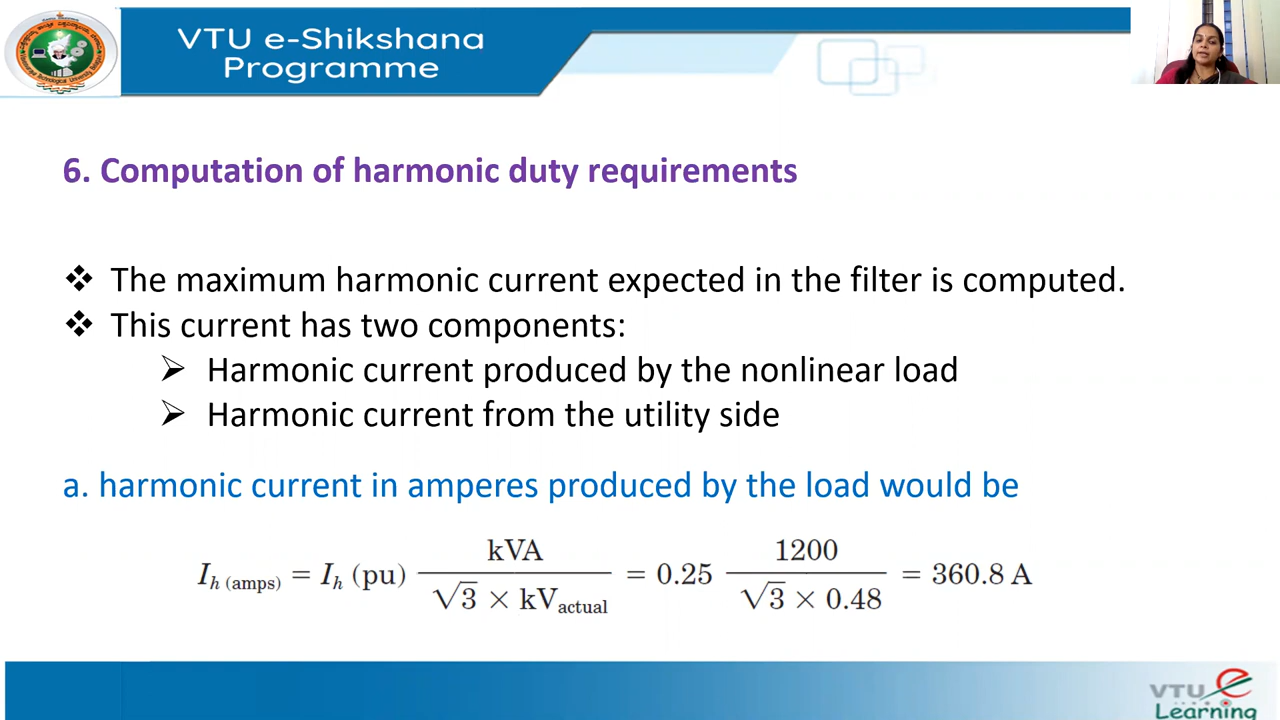 VTU e-Shikshana
Programme
6. Computation of harmonic duty requirements
❖ The maximum harmonic current expected in the filter is computed.
❖ This current has two components:
➢ Harmonic current produced by the nonlinear load
➢ Harmonic current from the utility side
a. harmonic current in amperes produced by the load would be
I_h (amps) = I_h (pu) kVA / (√3 × kV_actual) = 0.25 1200 / (√3 × 0.48) = 360.8 A
VTU e
Learning